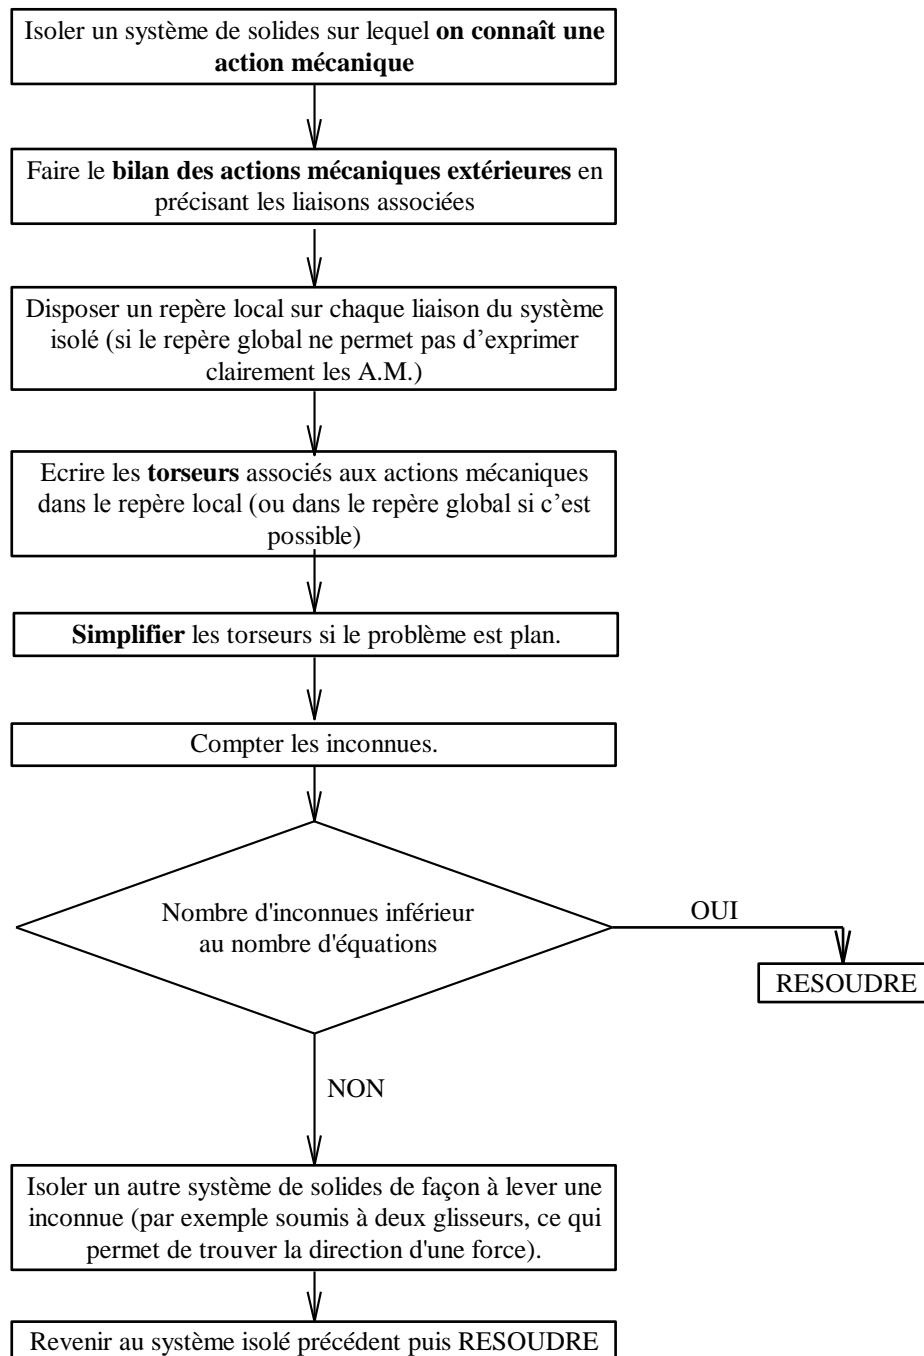 Isoler un système de solides sur lequel on connaît une
action mécanique
Faire le bilan des actions mécaniques extérieures en
précisant les liaisons associées
Disposer un repère local sur chaque liaison du système
isolé (si le repère global ne permet pas d’exprimer
clairement les A.M.)
Ecrire les torseurs associés aux actions mécaniques
dans le repère local (ou dans le repère global si c’est
possible)
Simplifier les torseurs si le problème est plan.
Compter les inconnues.
Nombre d'inconnues inférieur
au nombre d'équations
OUI
RESOUDRE
NON
Isoler un autre système de solides de façon à lever une
inconnue (par exemple soumis à deux glisseurs, ce qui
permet de trouver la direction d'une force).
Revenir au système isolé précédent puis RESOUDRE